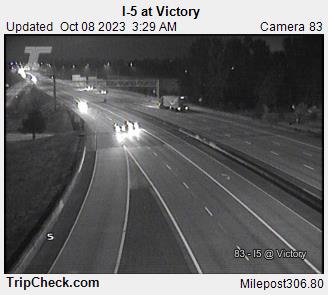 I-5 at Victory
Updated  Oct 08 2023  3:29 AM
Camera 83
S
83 - I5 @ Victory
TripCheck.com
Milepost306.80